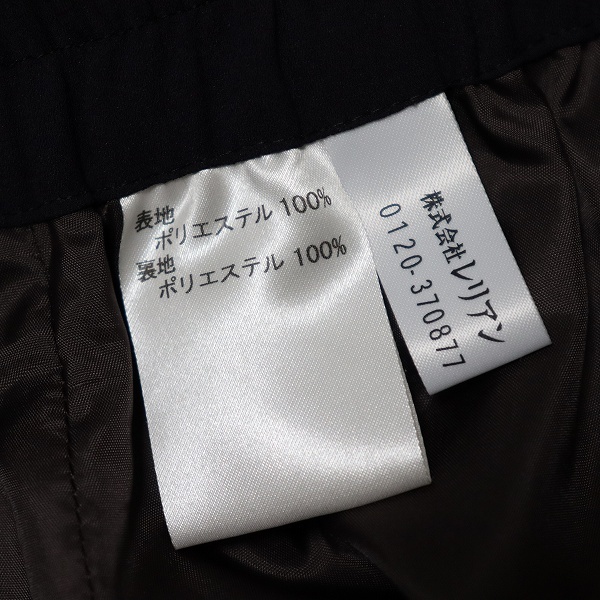 表地
ポリエステル 100%
裏地
ポリエステル 100%
株式会社レリアン
0120-370877